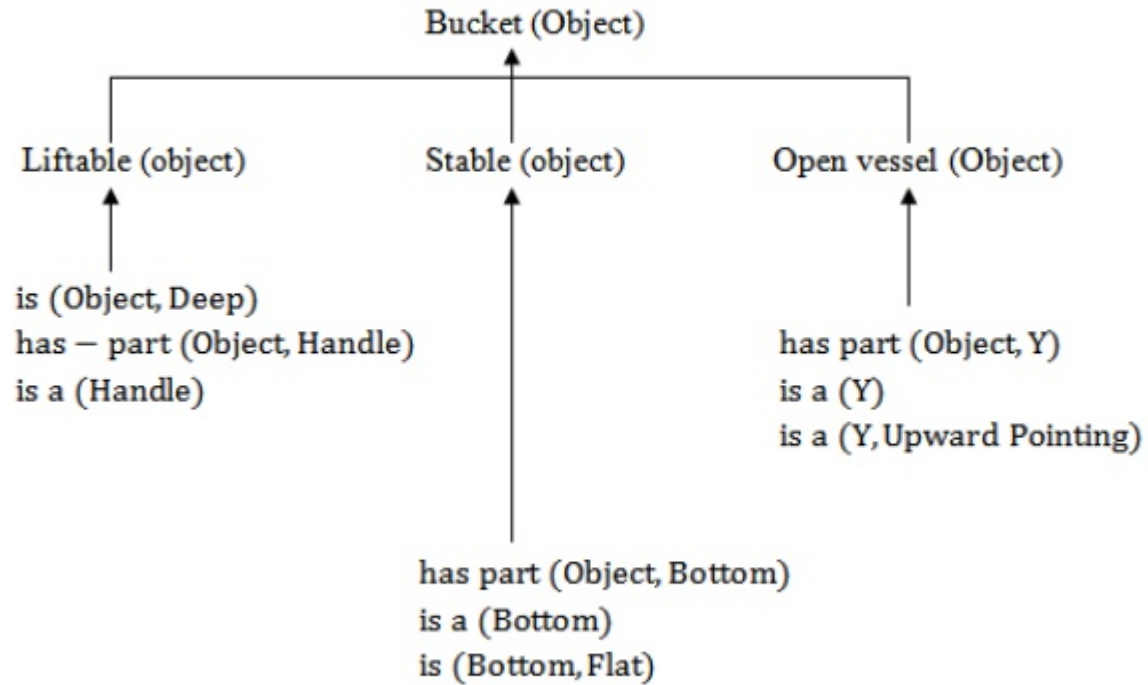 Bucket (Object)
Liftable (object)
Stable (object)
Open vessel (Object)
is (Object, Deep)
has − part (Object, Handle)
is a (Handle)
has part (Object, Y)
is a (Y)
is a (Y, Upward Pointing)
has part (Object, Bottom)
is a (Bottom)
is (Bottom, Flat)